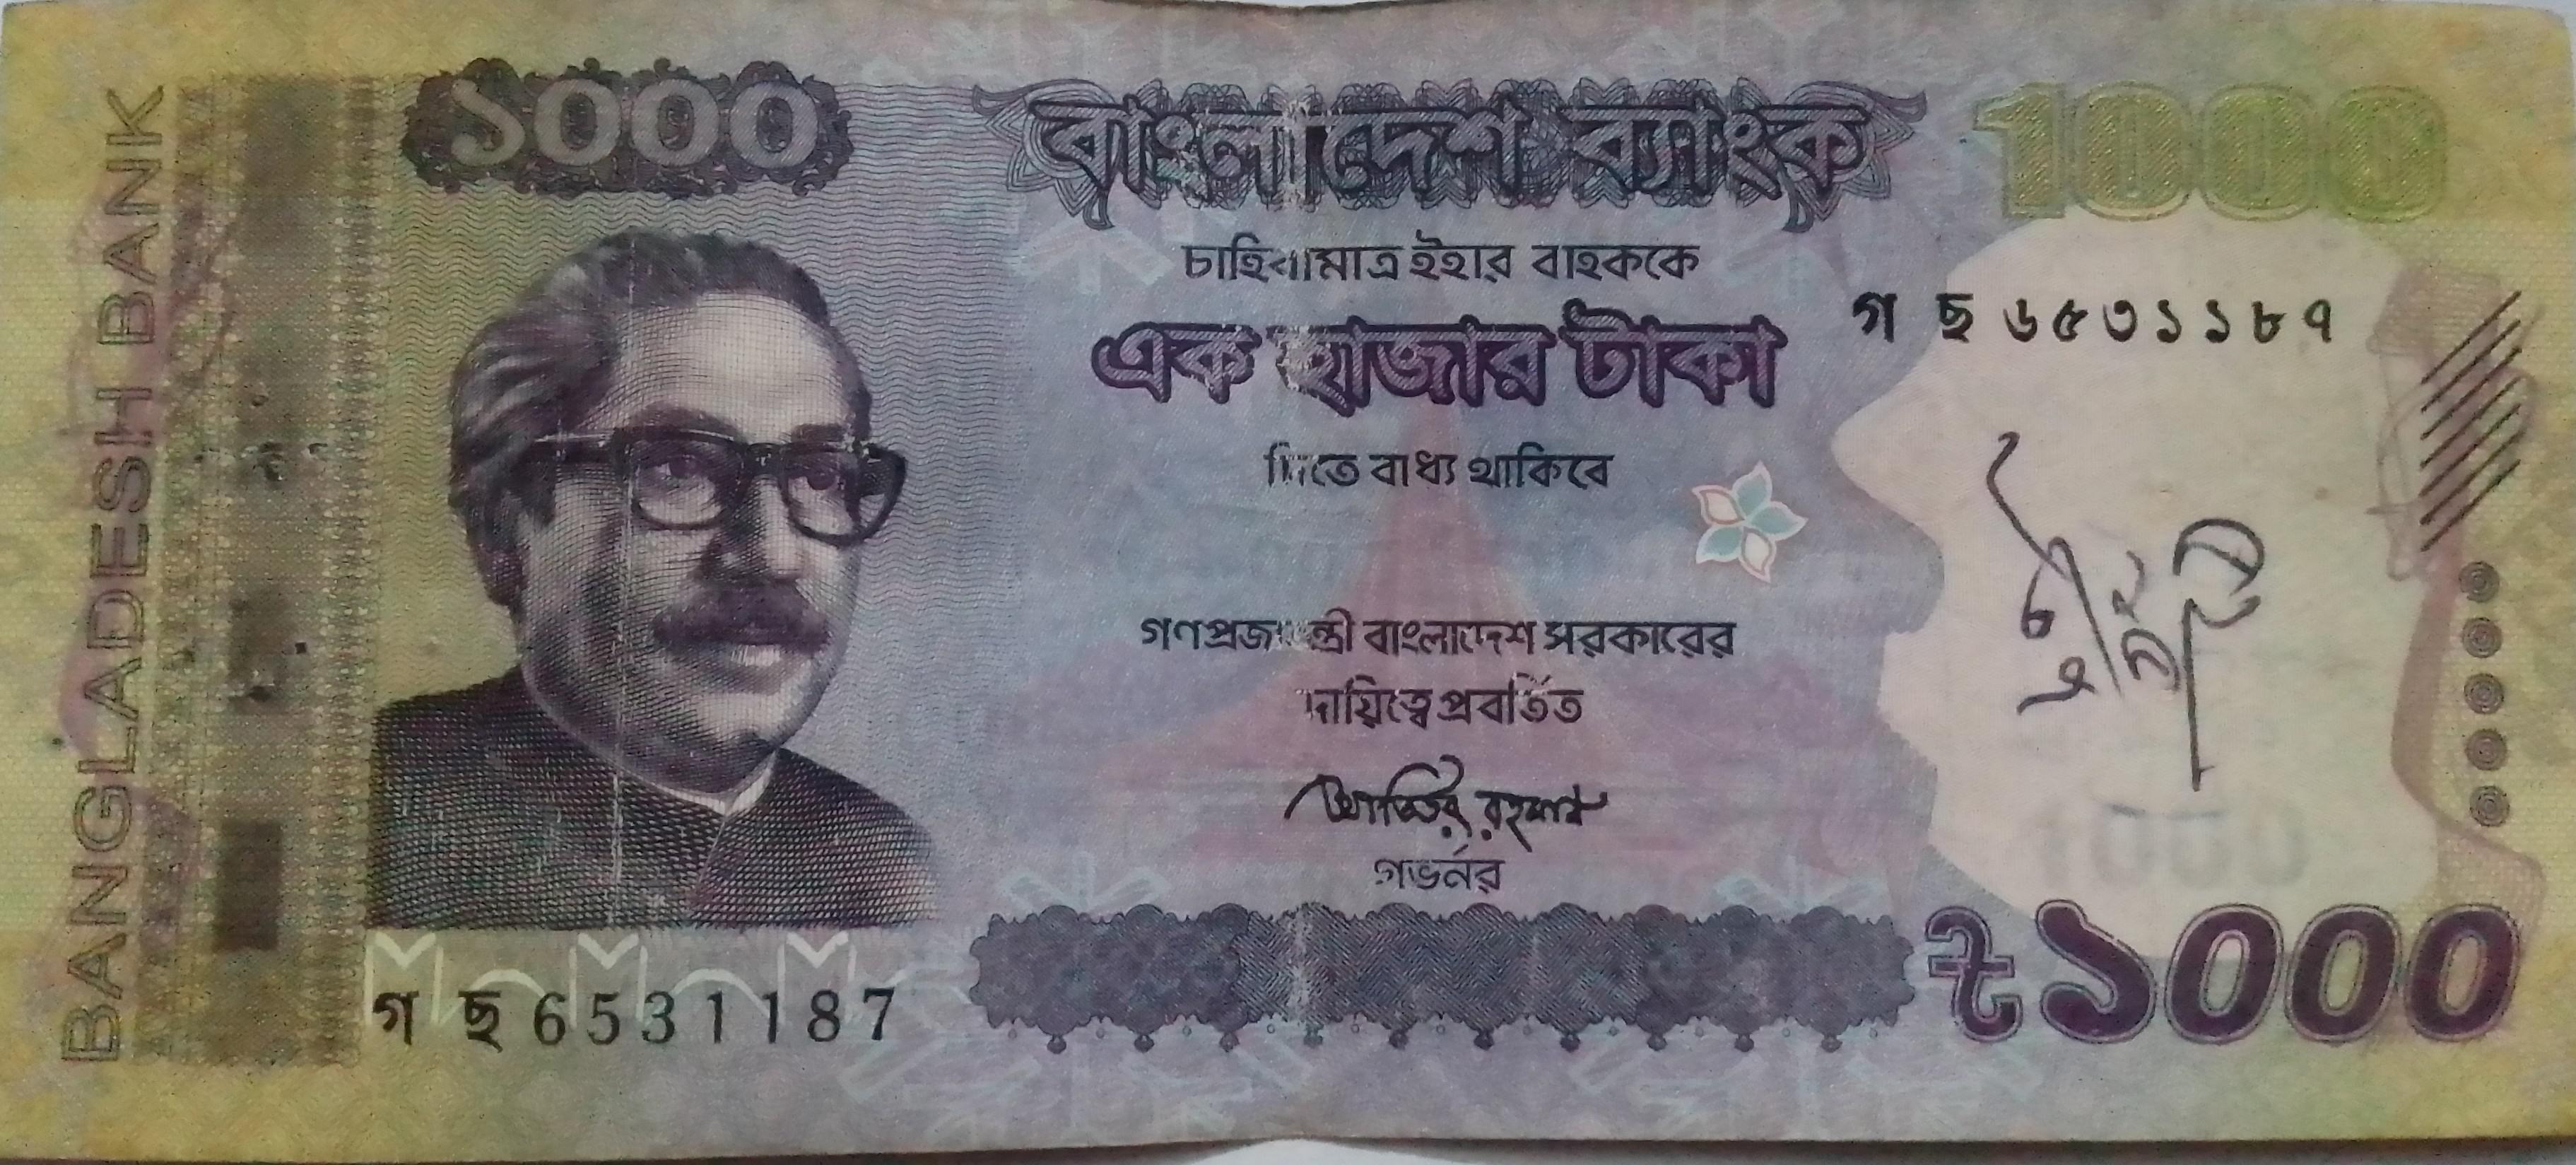 BANGLADESH BANK
১০০০
বাংলাদেশ ব্যাংক
1000
চাহিবামাত্র ইহার বাহককে
গ ছ ৬৫৩১১৮৭
এক হাজার টাকা
দিতে বাধ্য থাকিবে
গণপ্রজাতন্ত্রী বাংলাদেশ সরকারের
দায়িত্বে প্রবর্তিত
আতিউর রহমান
গভর্নর
1000
গ ছ 6531187
৳১০০০